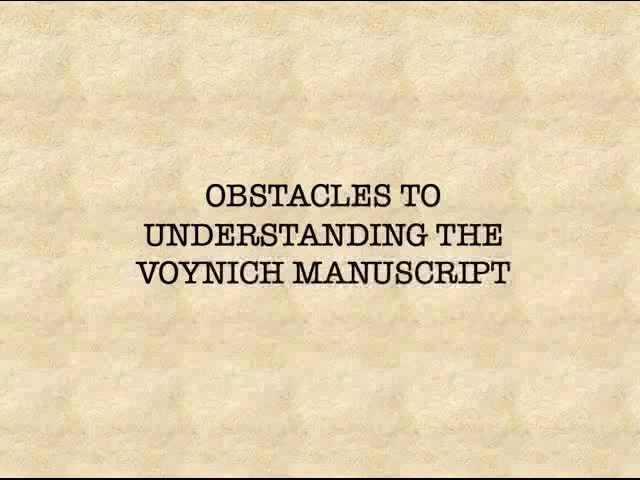 OBSTACLES TO
UNDERSTANDING THE
VOYNICH MANUSCRIPT